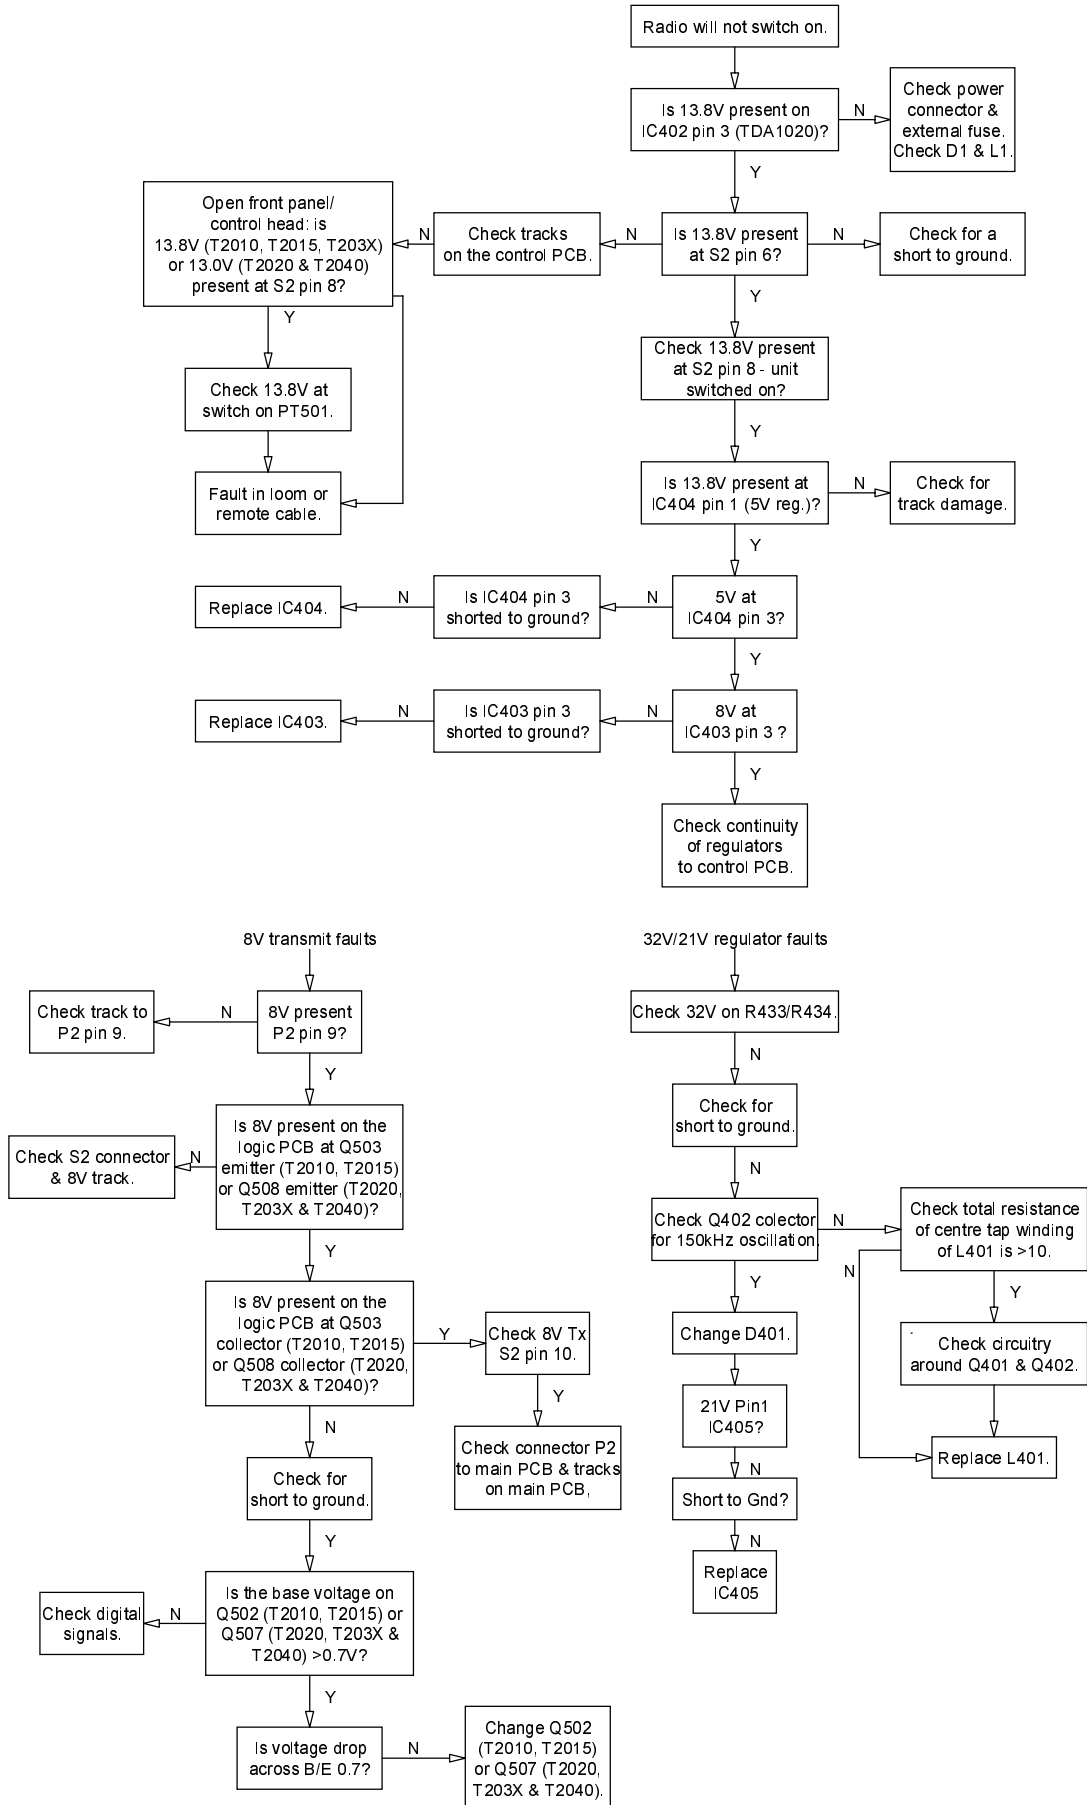 Radio will not switch on.
Is 13.8V present on
IC402 pin 3 (TDA1020)?
N
Check power
connector &
external fuse.
Check D1 & L1.
Y
Open front panel/
control head: is
13.8V (T2010, T2015, T203X)
or 13.0V (T2020 & T2040)
present at S2 pin 8?
N
Check tracks
on the control PCB.
N
Is 13.8V present
at S2 pin 6?
N
Check for a
short to ground.
Y
Y
Check 13.8V present
at S2 pin 8 - unit
switched on?
Check 13.8V at
switch on PT501.
Y
Fault in loom or
remote cable.
Is 13.8V present at
IC404 pin 1 (5V reg.)?
N
Check for
track damage.
Y
Replace IC404.
N
Is IC404 pin 3
shorted to ground?
N
5V at
IC404 pin 3?
Y
Replace IC403.
N
Is IC403 pin 3
shorted to ground?
N
8V at
IC403 pin 3 ?
Y
Check continuity
of regulators
to control PCB.
8V transmit faults
Check track to
P2 pin 9.
N
8V present
P2 pin 9?
Y
Check S2 connector
& 8V track.
N
Is 8V present on the
logic PCB at Q503
emitter (T2010, T2015)
or Q508 emitter (T2020,
T203X & T2040)?
Y
Is 8V present on the
logic PCB at Q503
collector (T2010, T2015)
or Q508 collector (T2020,
T203X & T2040)?
Y
Check 8V Tx
S2 pin 10.
Y
Check connector P2
to main PCB & tracks
on main PCB,
N
Check for
short to ground.
Y
Check digital
signals.
N
Is the base voltage on
Q502 (T2010, T2015) or
Q507 (T2020, T203X &
T2040) >0.7V?
Y
Is voltage drop
across B/E 0.7?
N
Change Q502
(T2010, T2015)
or Q507 (T2020,
T203X & T2040).
32V/21V regulator faults
Check 32V on R433/R434.
N
Check for
short to ground.
N
Check Q402 colector
for 150kHz oscillation.
N
Check total resistance
of centre tap winding
of L401 is >10.
N
Y
Y
Change D401.
Check circuitry
around Q401 & Q402.
21V Pin1
IC405?
Replace L401.
N
Short to Gnd?
N
Replace
IC405